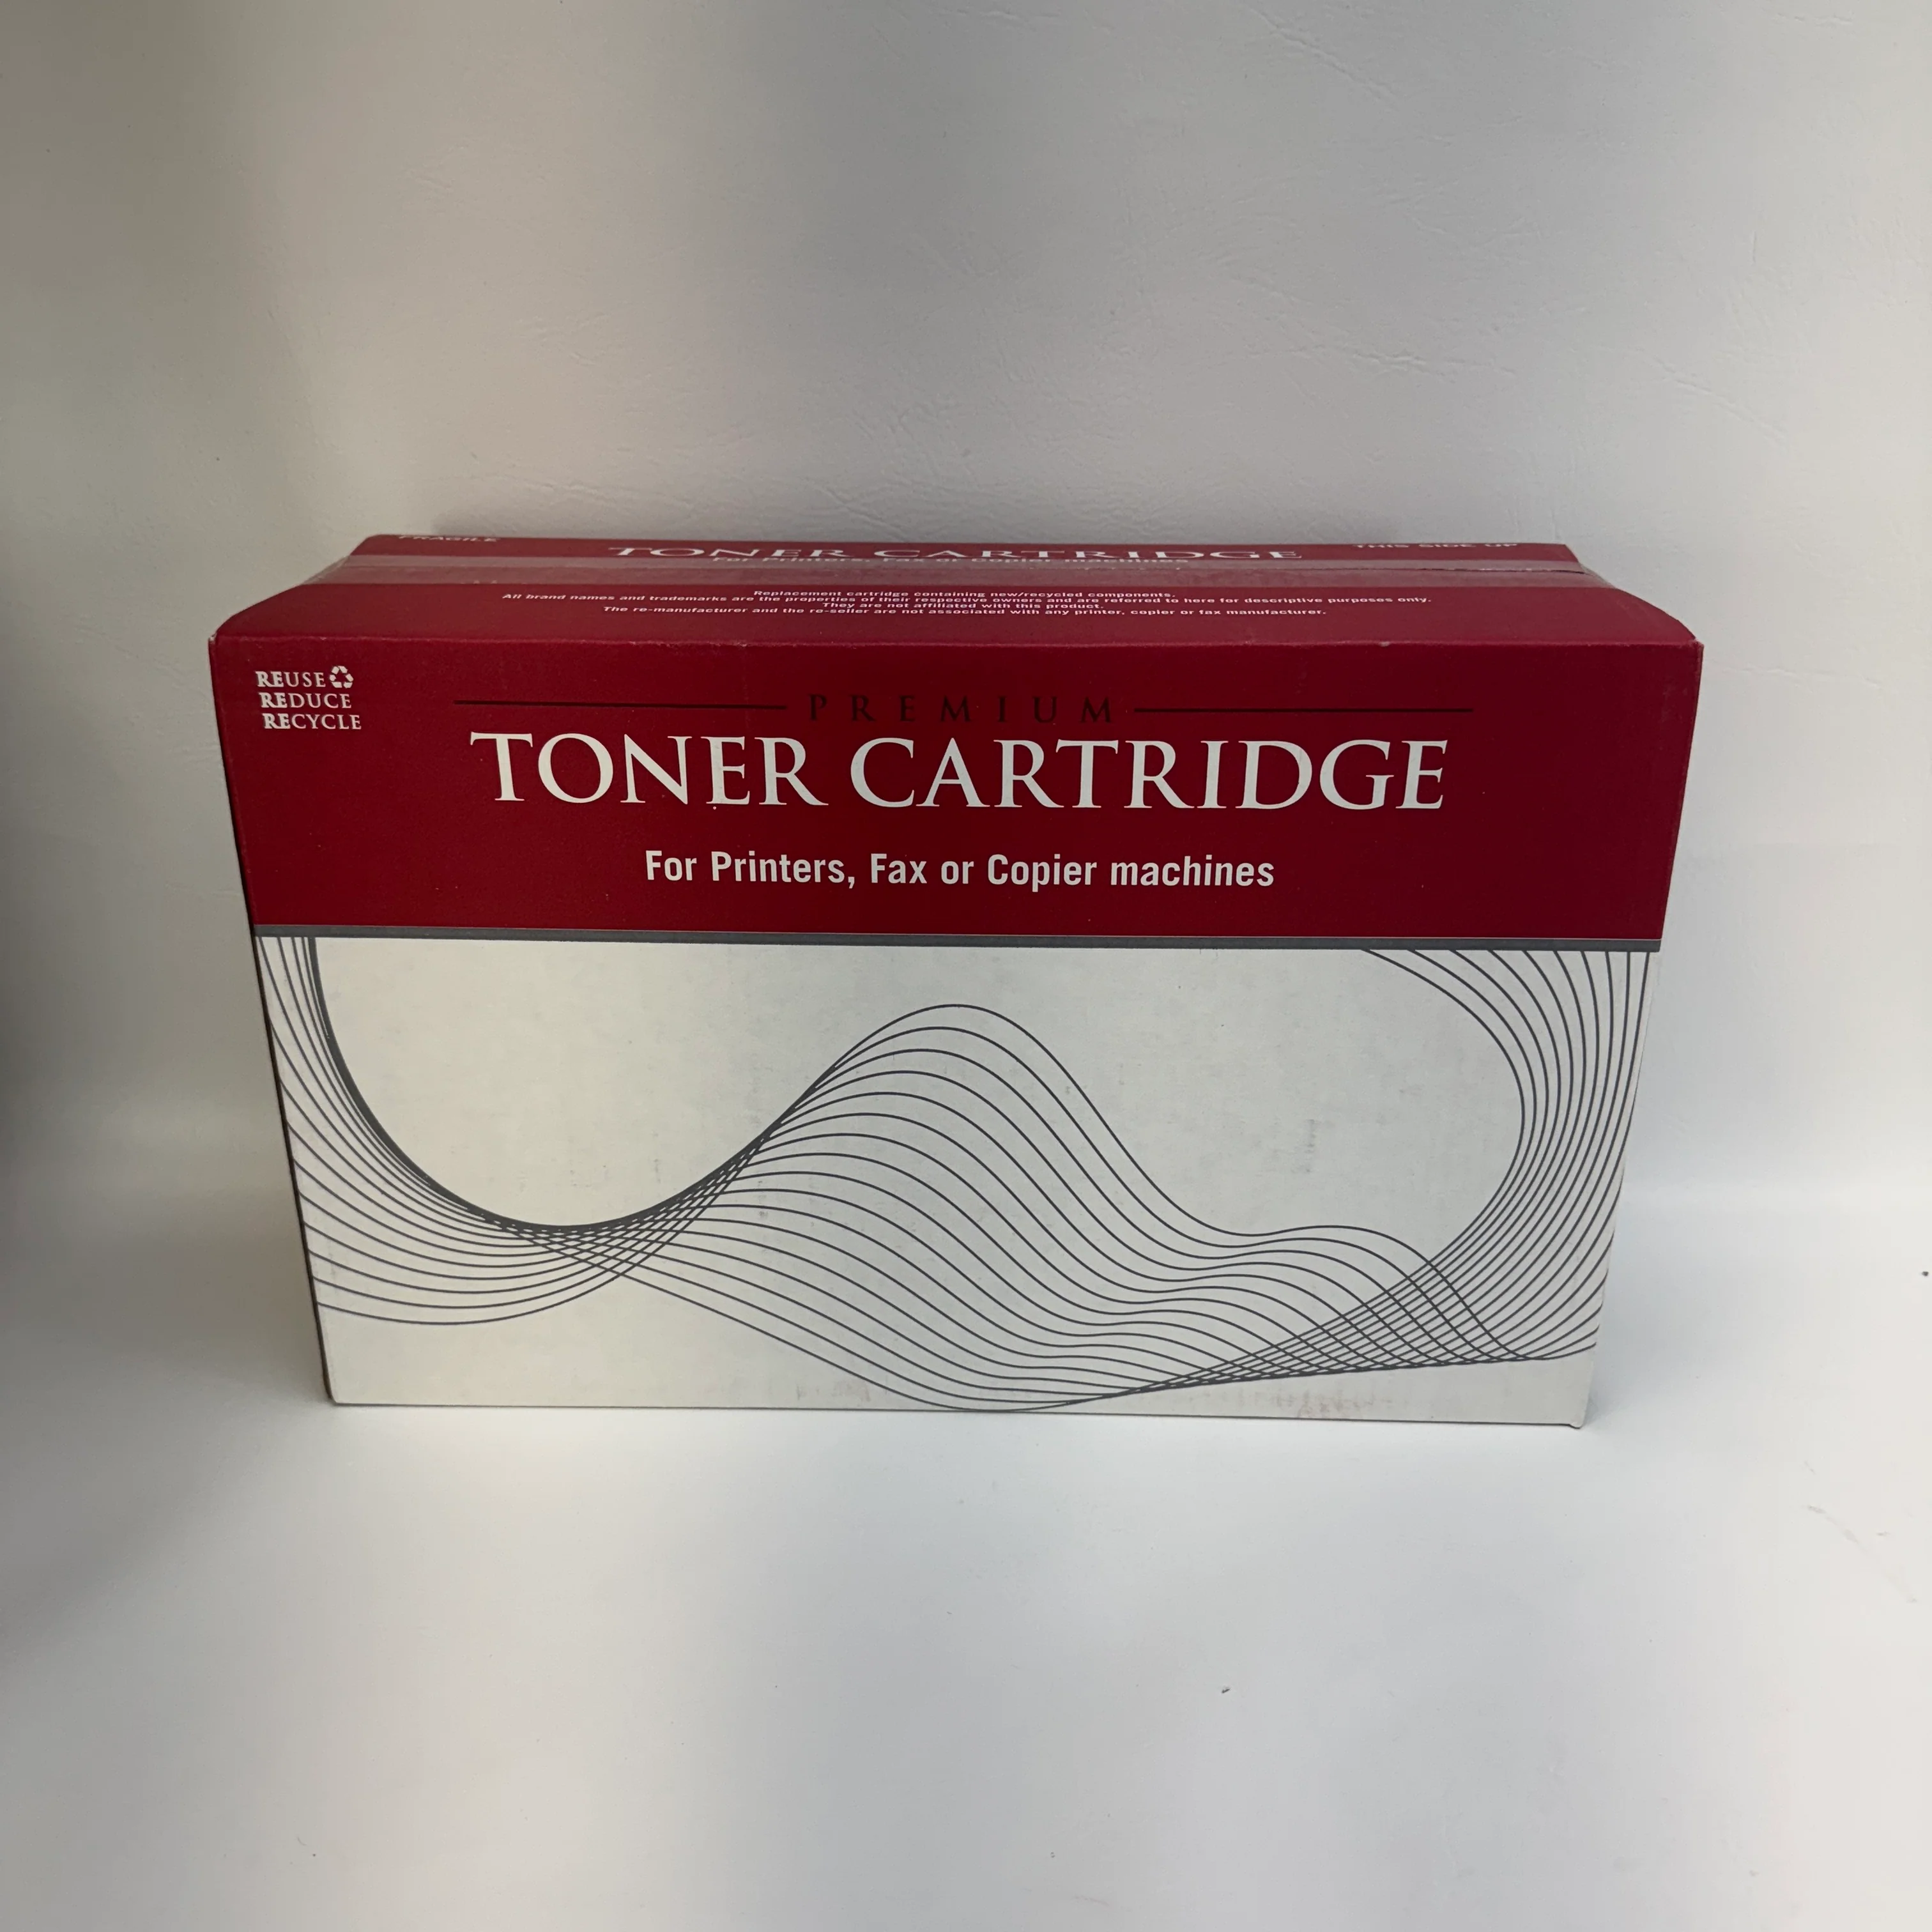 FRAGILE
TONER CARTRIDGE
THIS SIDE UP
For Printers, Fax or Copier machines
Replacement cartridge containing new/recycled components.
All brand names and trademarks are the properties of their respective owners and are referred to here for descriptive purposes only.
They are not affiliated with this product.
The re-manufacturer and the re-seller are not associated with any printer, copier or fax manufacturer.
REUSE
REDUCE
RECYCLE
PREMIUM
TONER CARTRIDGE
For Printers, Fax or Copier machines